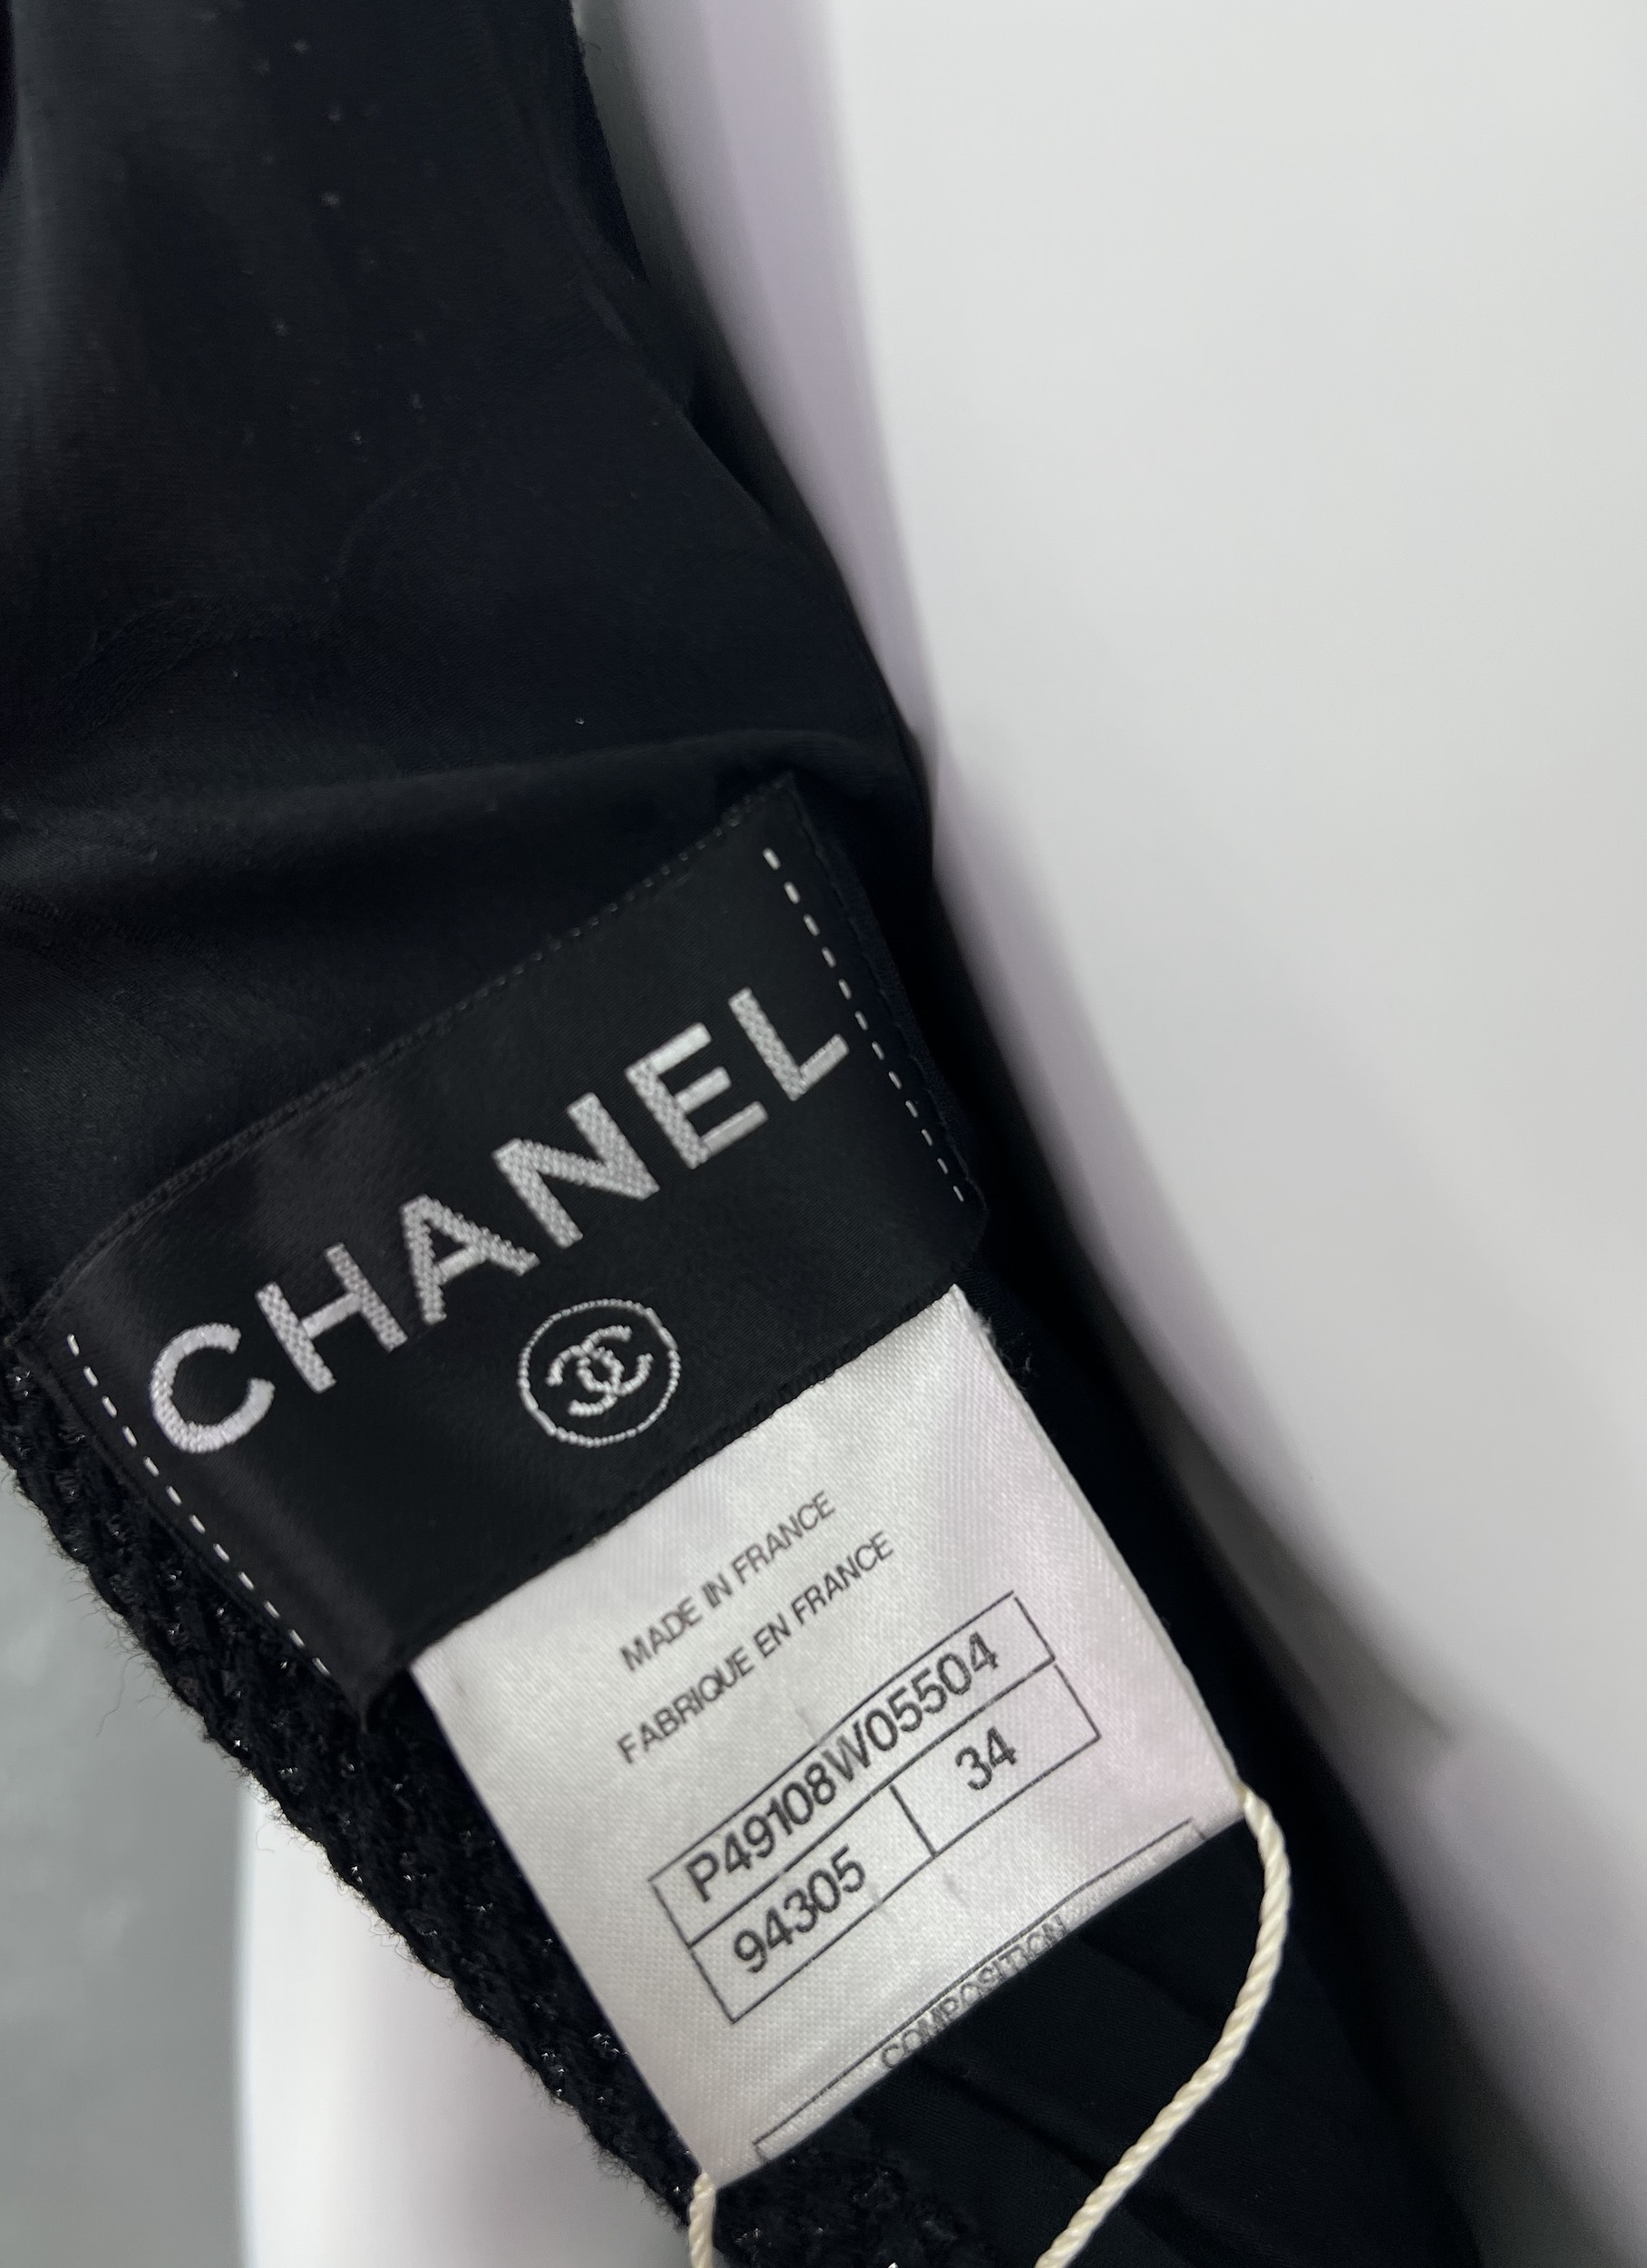 CHANEL
MADE IN FRANCE
FABRIQUE EN FRANCE
P49108W05504
94305 34
COMPOSITION